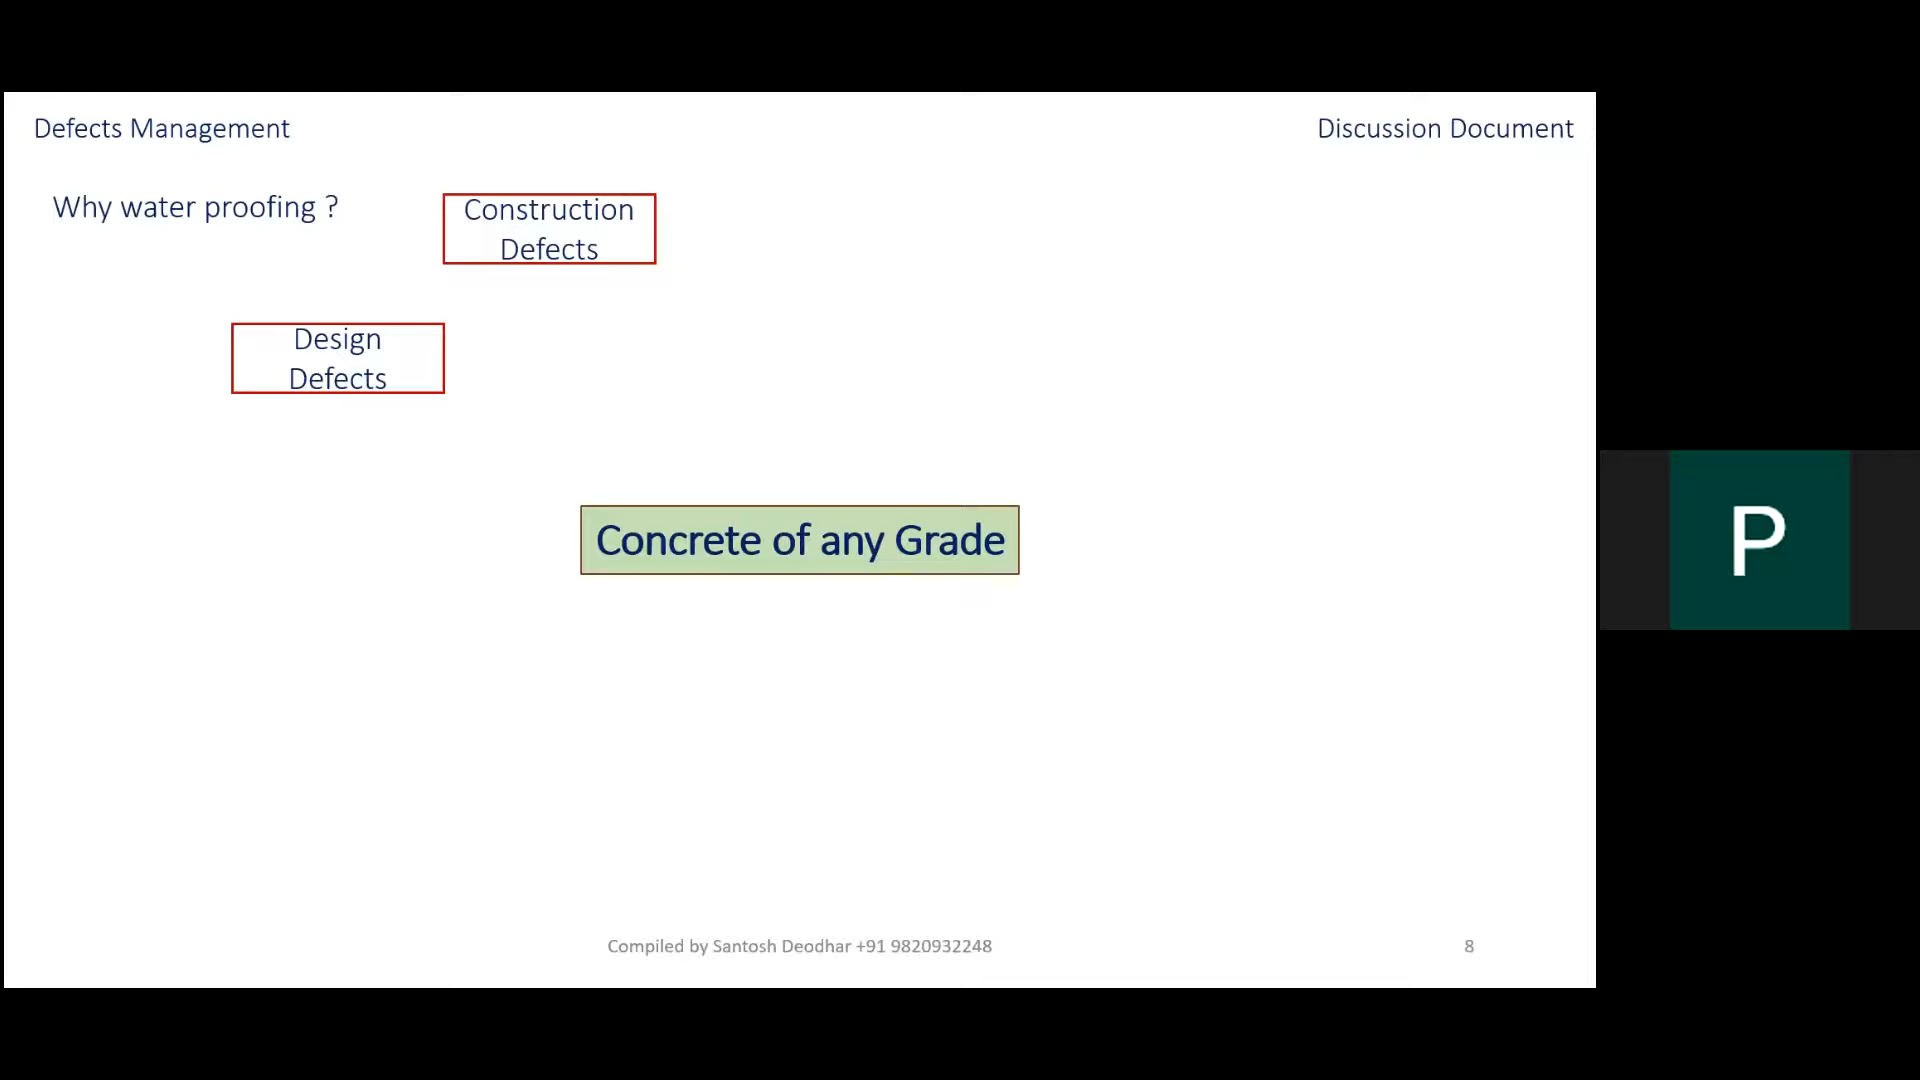 Defects Management
Discussion Document
Why water proofing ?
Construction
Defects
Design
Defects
Concrete of any Grade
P
Compiled by Santosh Deodhar +91 9820932248
8